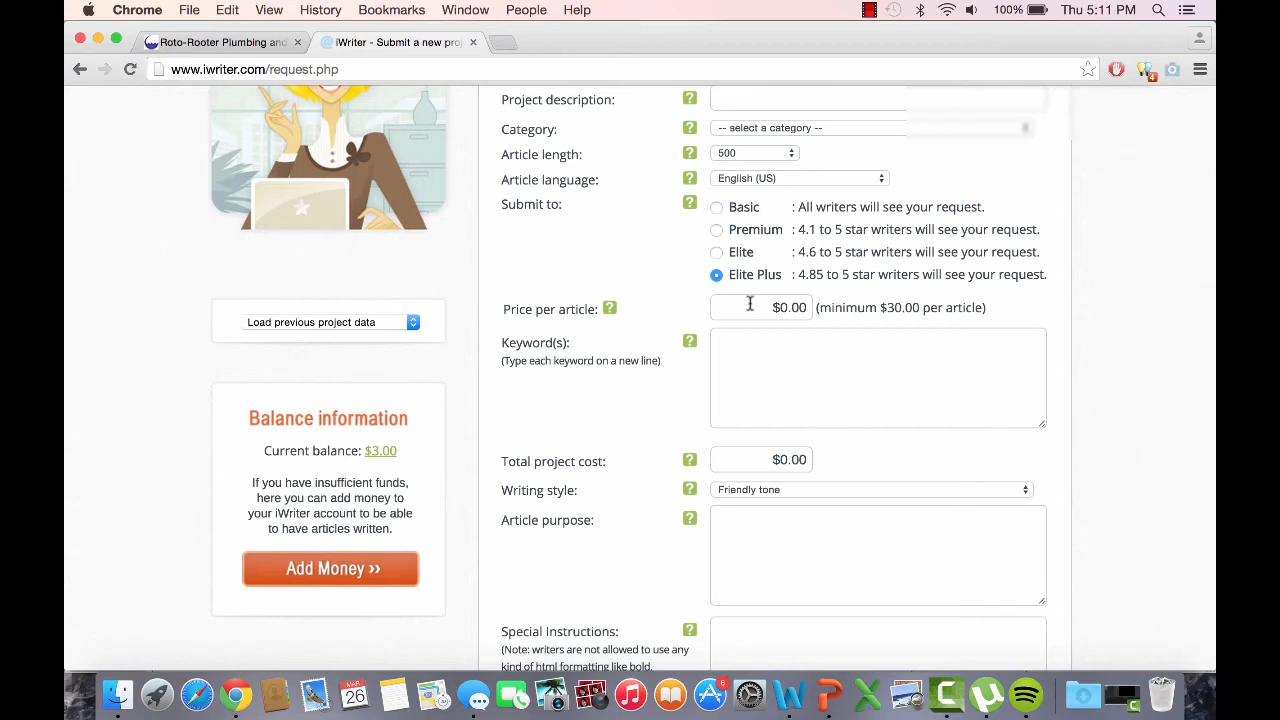 Chrome File Edit View History Bookmarks Window People Help 100% Thu 5:11 PM
Roto-Rooter Plumbing and iWriter - Submit a new pro
www.iwriter.com/request.php
4
Project description: ?
Category: ? -- select a category --
Article length: ? 500
Article language: ? English (US)
Submit to: ?
Basic : All writers will see your request.
Premium : 4.1 to 5 star writers will see your request.
Elite : 4.6 to 5 star writers will see your request.
Elite Plus : 4.85 to 5 star writers will see your request.
Price per article: ? $0.00 (minimum $30.00 per article)
Keyword(s): ?
(Type each keyword on a new line)
Total project cost: ? $0.00
Writing style: ? Friendly tone
Article purpose: ?
Special Instructions: ?
(Note: writers are not allowed to use any
kind of html formatting like bold,
Load previous project data
Balance information
Current balance: $3.00
If you have insufficient funds,
here you can add money to
your iWriter account to be able
to have articles written.
Add Money ››
MAR
26
6